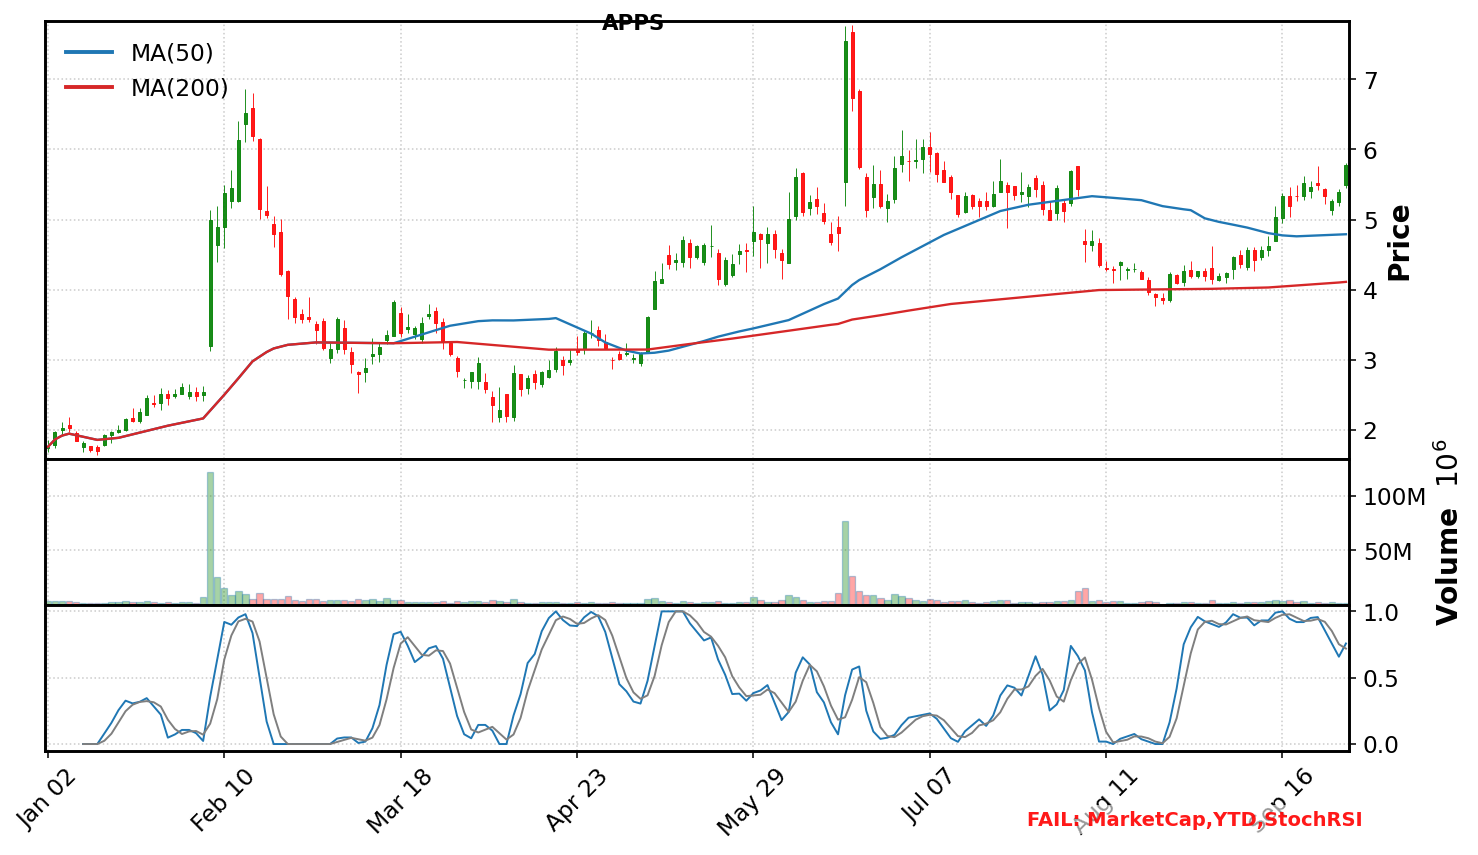 APPS
MA(50)
MA(200)
7
6
5
4
3
2
Price
100M
50M
Volume 10^6
1.0
0.5
0.0
Jan 02
Feb 10
Mar 18
Apr 23
May 29
Jul 07
Aug 11
Sep 16
FAIL: MarketCap,YTD,StochRSI